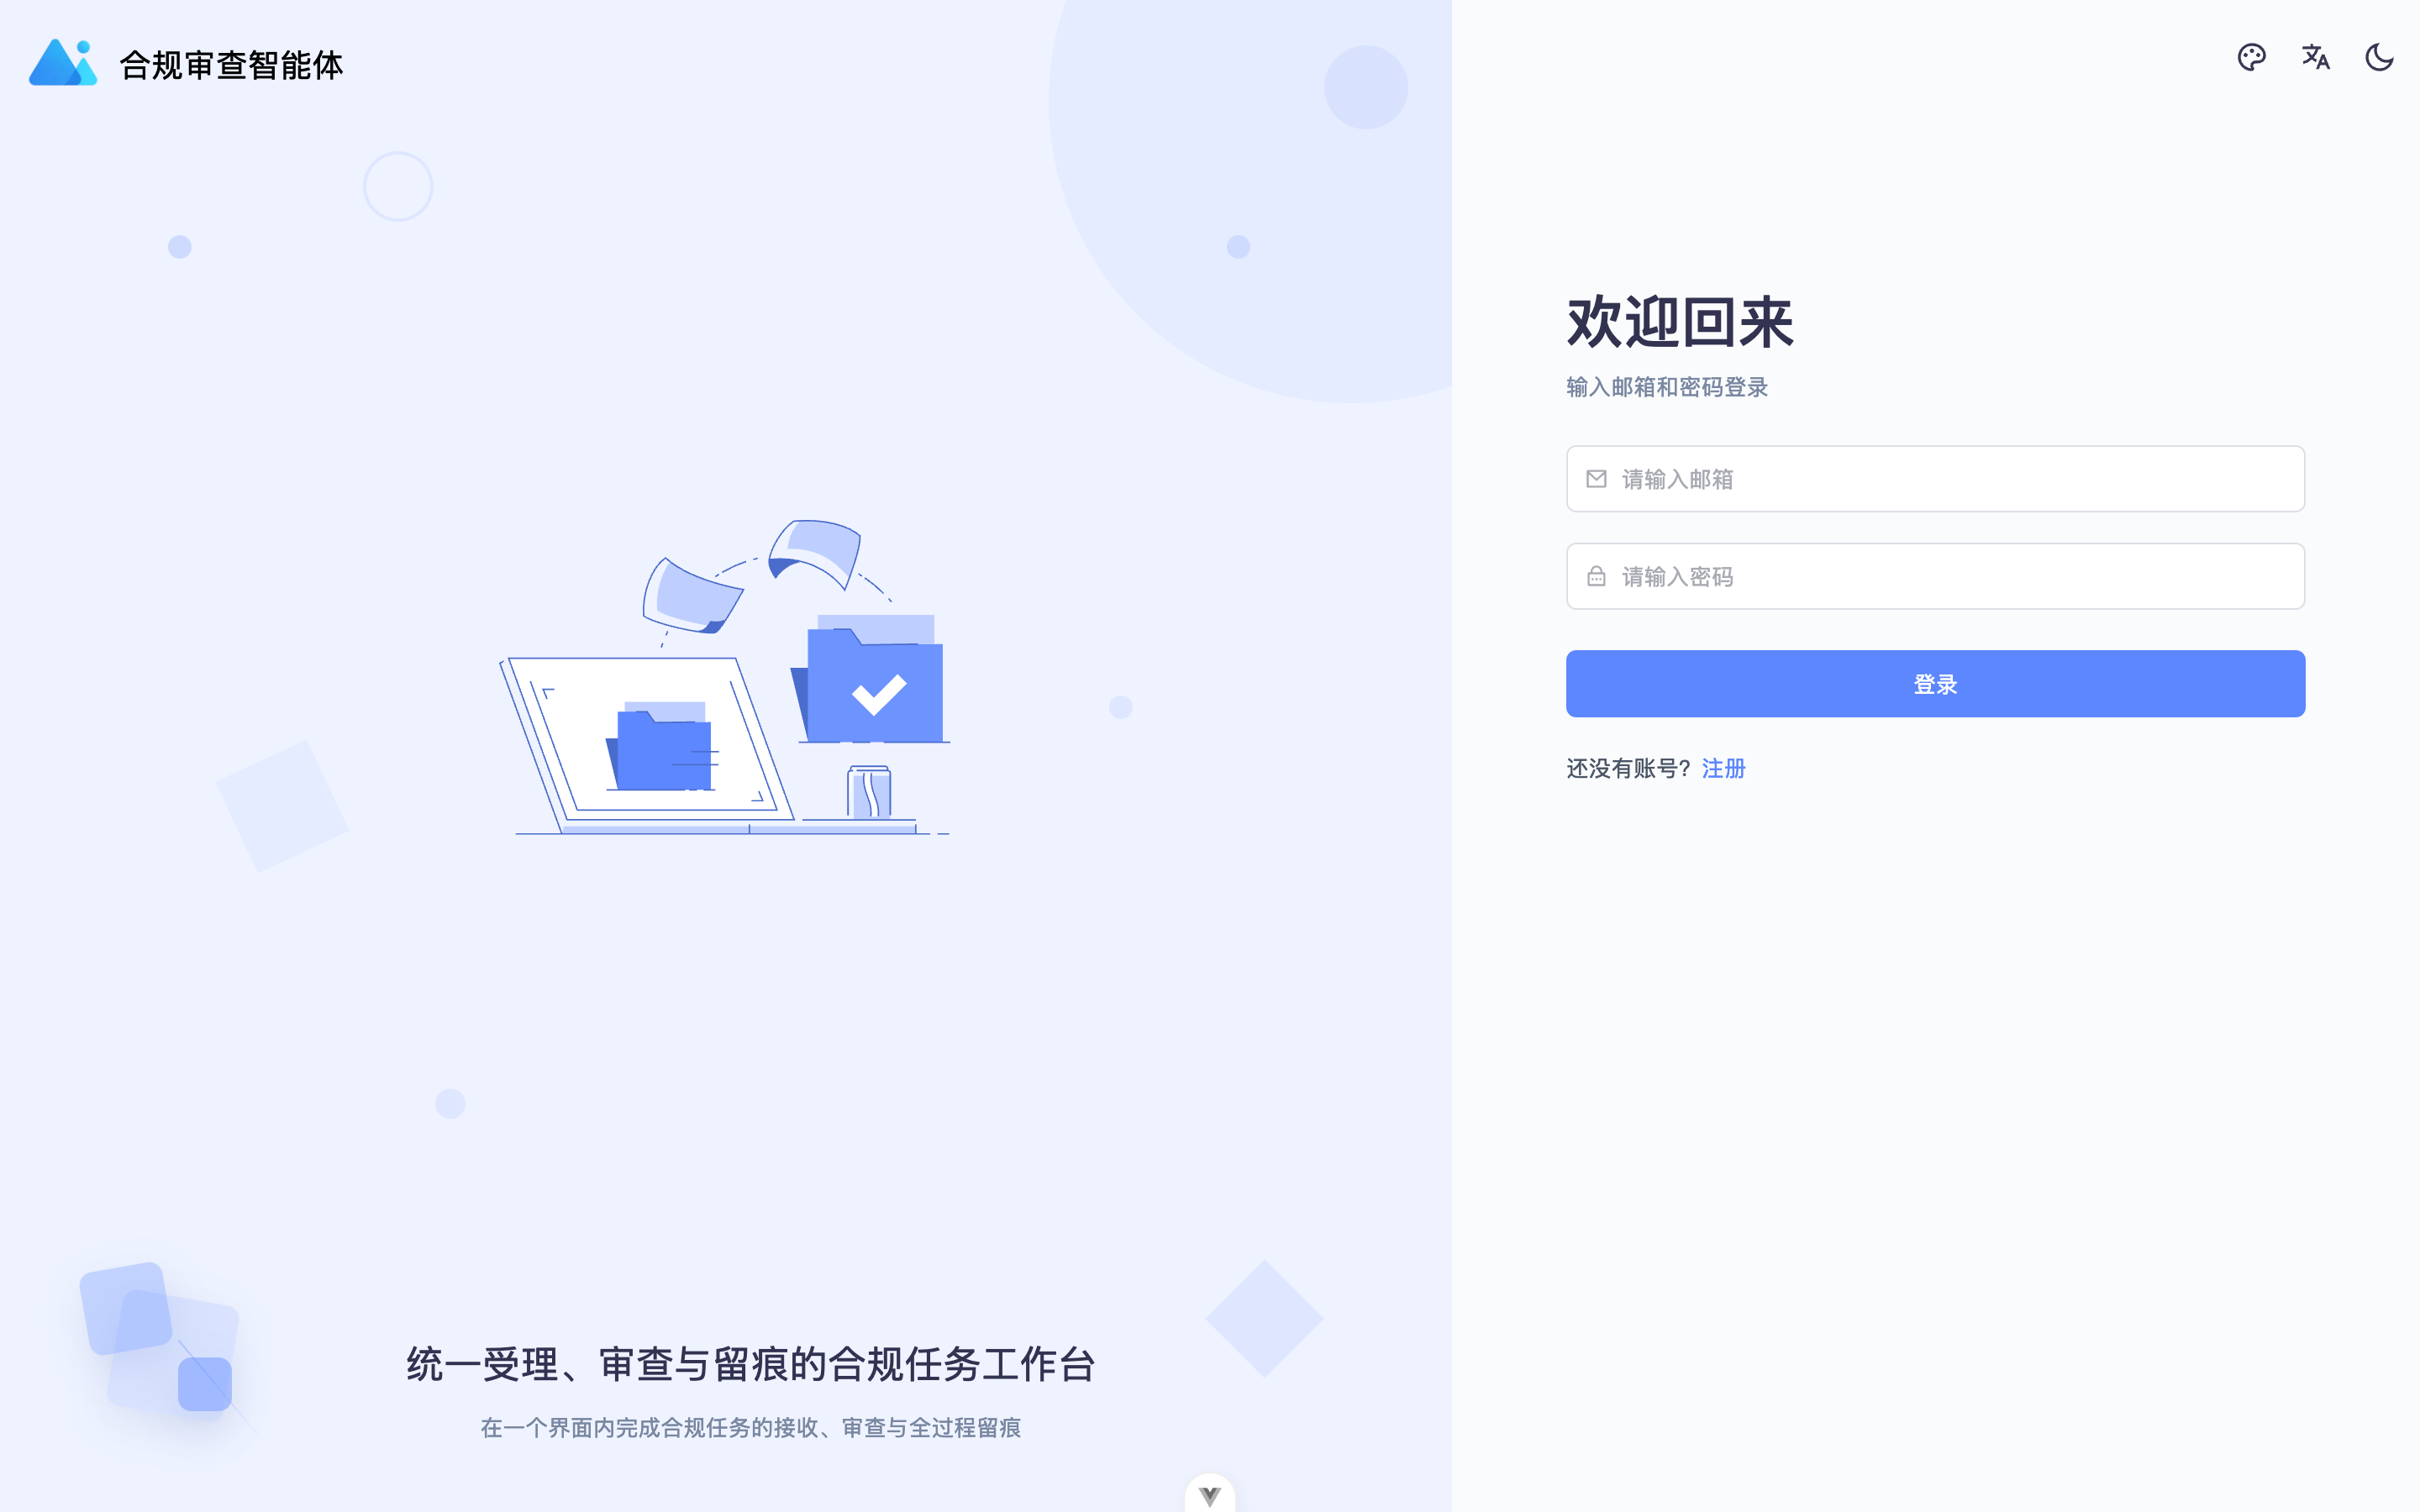 合规审查智能体
欢迎回来
输入邮箱和密码登录
请输入邮箱
请输入密码
登录
还没有账号？ 注册
统一受理、审查与留痕的合规任务工作台
在一个界面内完成合规任务的接收、审查与全过程留痕